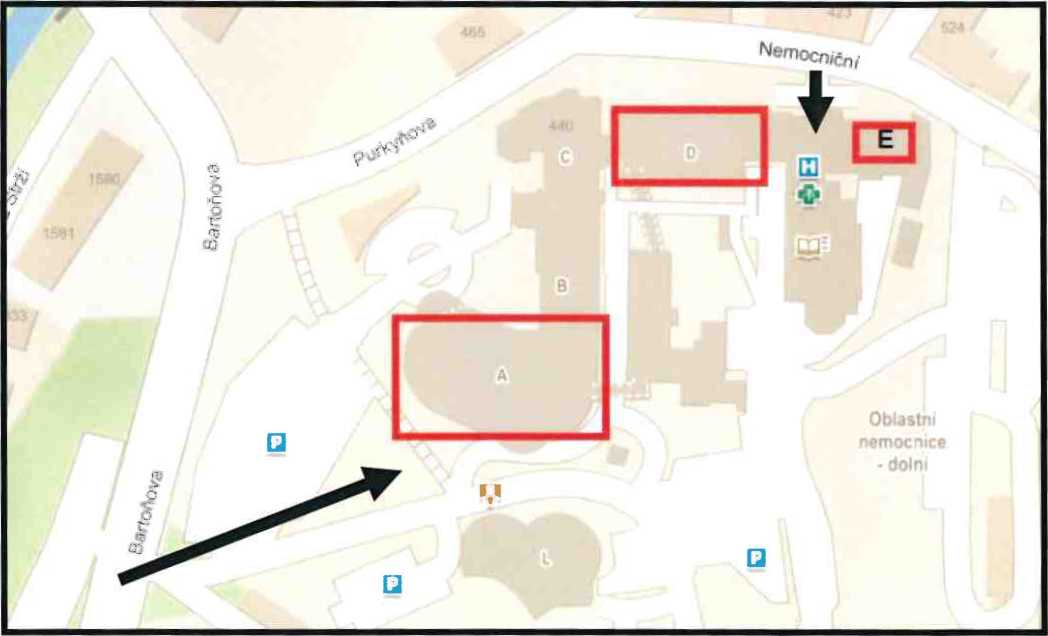 465
423
524
Nemocniční
440
Purkyňova
C
D
E
H
1580
Bartoňova
1581
B
A
P
Oblastní
nemocnice
- dolní
Bartoňova
L
P
P